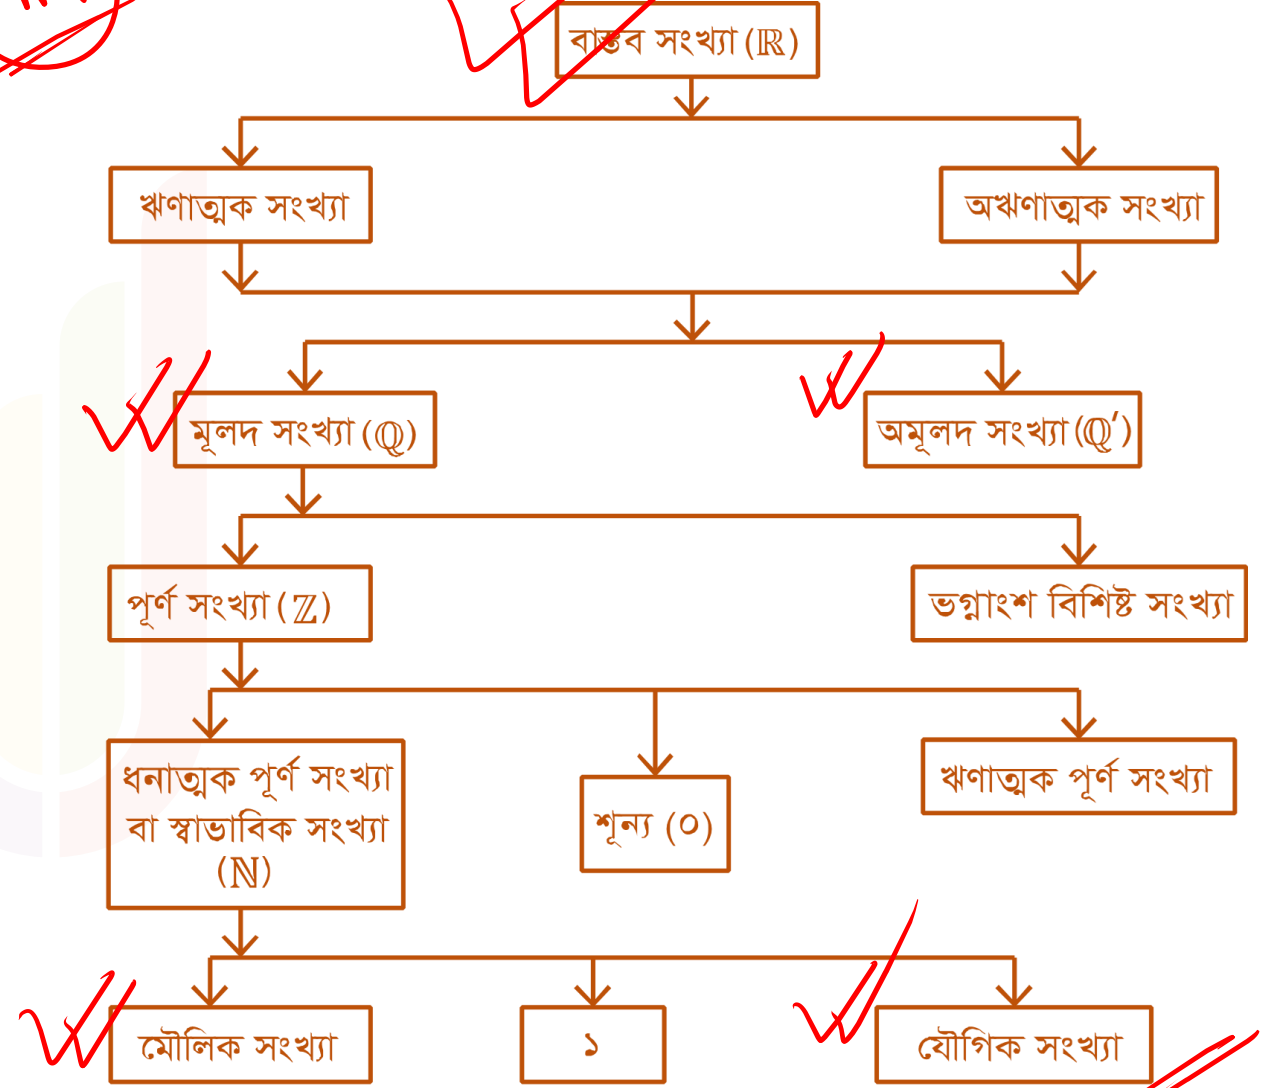 বাস্তব সংখ্যা (ℝ)
ঋণাত্মক সংখ্যা
অঋণাত্মক সংখ্যা
মূলদ সংখ্যা (ℚ)
অমূলদ সংখ্যা (ℚ′)
পূর্ণ সংখ্যা (ℤ)
ভগ্নাংশ বিশিষ্ট সংখ্যা
ধনাত্মক পূর্ণ সংখ্যা
বা স্বাভাবিক সংখ্যা
(ℕ)
শূন্য (০)
ঋণাত্মক পূর্ণ সংখ্যা
মৌলিক সংখ্যা
১
যৌগিক সংখ্যা